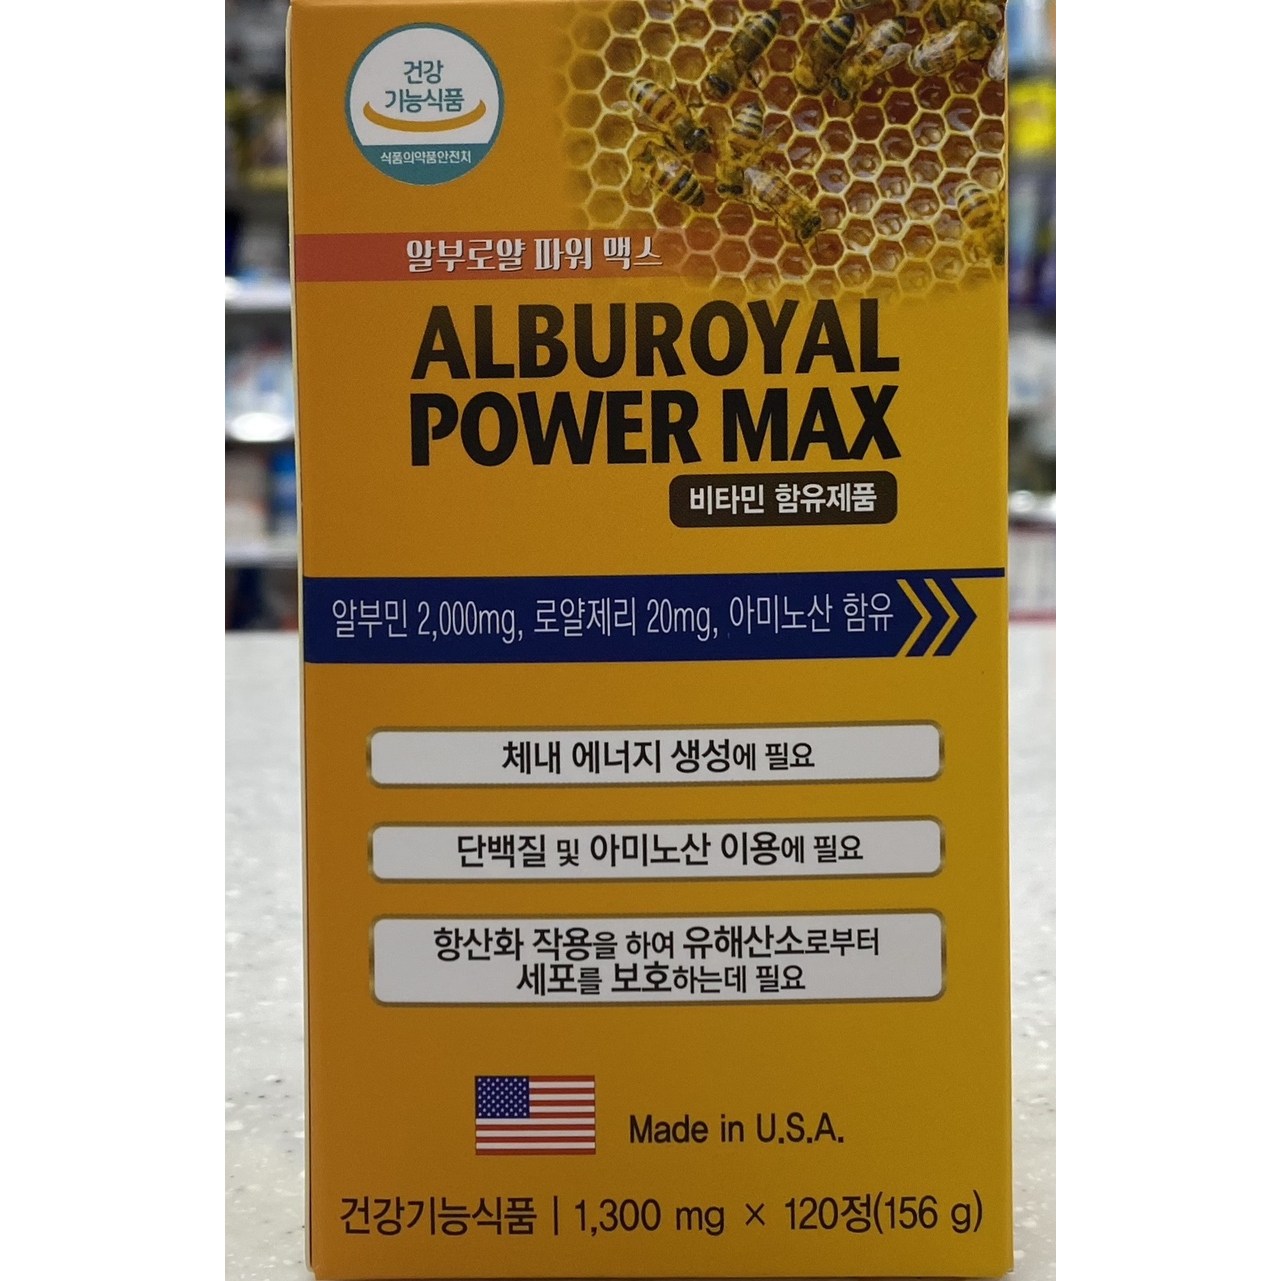 건강
기능식품
식품의약품안전처
알부로얄 파워 맥스
ALBUROYAL
POWER MAX
비타민 함유제품
알부민 2,000mg, 로얄제리 20mg, 아미노산 함유
체내 에너지 생성에 필요
단백질 및 아미노산 이용에 필요
항산화 작용을 하여 유해산소로부터
세포를 보호하는데 필요
Made in U.S.A.
건강기능식품 | 1,300 mg × 120정(156 g)